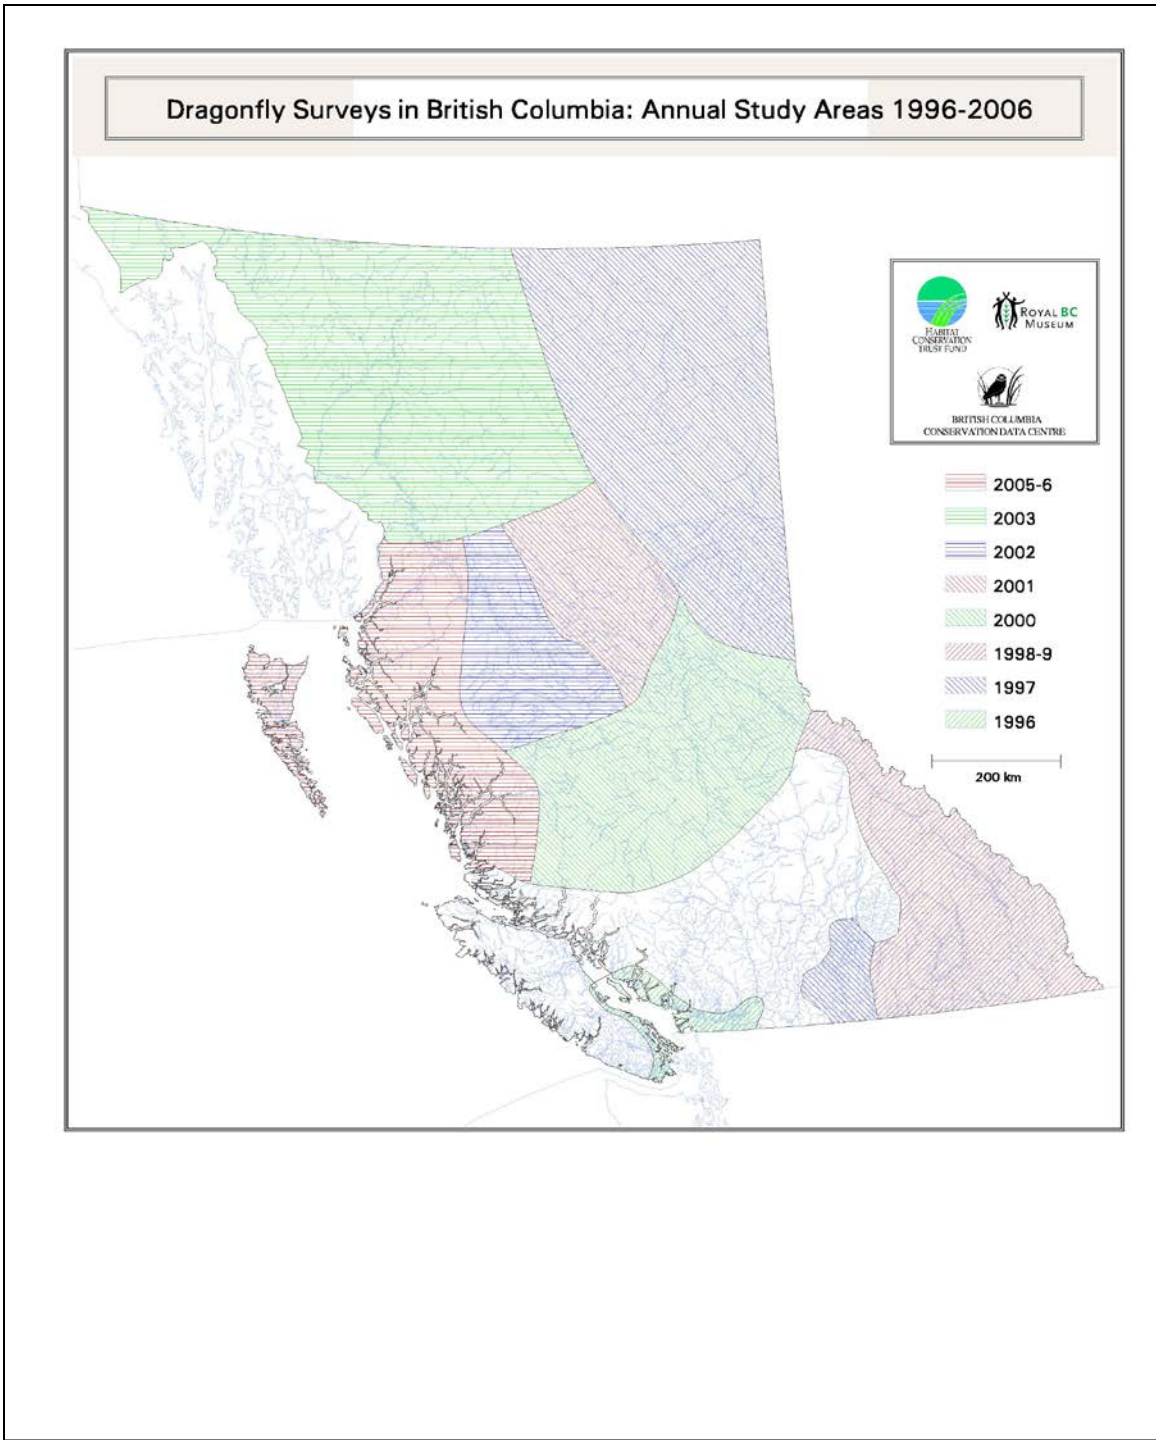 Dragonfly Surveys in British Columbia: Annual Study Areas 1996-2006
HABITAT
CONSERVATION
TRUST FUND
ROYAL BC
MUSEUM
BRITISH COLUMBIA
CONSERVATION DATA CENTRE
2005-6
2003
2002
2001
2000
1998-9
1997
1996
200 km